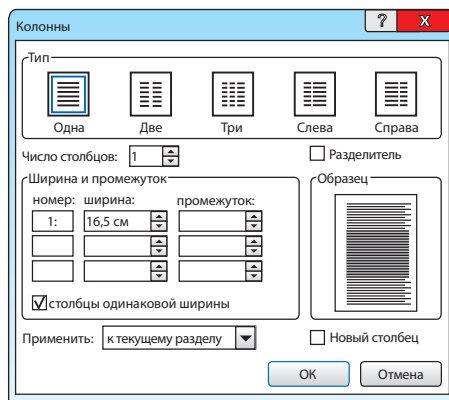 Колонны
? X
Тип
Одна Две Три Слева Справа
Число столбцов: 1 Разделитель
Ширина и промежуток Образец
номер: ширина: промежуток:
1: 16,5 см
столбцы одинаковой ширины
Применить: к текущему разделу Новый столбец
ОК Отмена